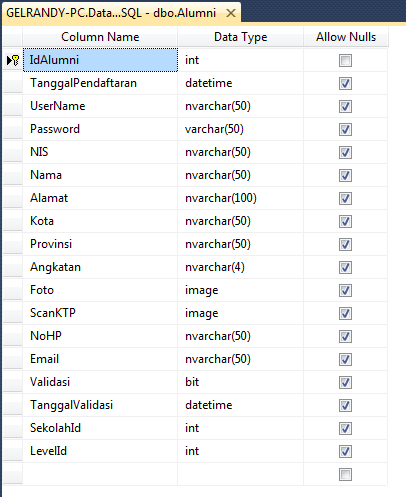 GELRANDY-PC.Data...SQL - dbo.Alumni
Column Name Data Type Allow Nulls
IdAlumni int
TanggalPendaftaran datetime
UserName nvarchar(50)
Password varchar(50)
NIS nvarchar(50)
Nama nvarchar(50)
Alamat nvarchar(100)
Kota nvarchar(50)
Provinsi nvarchar(50)
Angkatan nvarchar(4)
Foto image
ScanKTP image
NoHP nvarchar(50)
Email nvarchar(50)
Validasi bit
TanggalValidasi datetime
SekolahId int
LevelId int